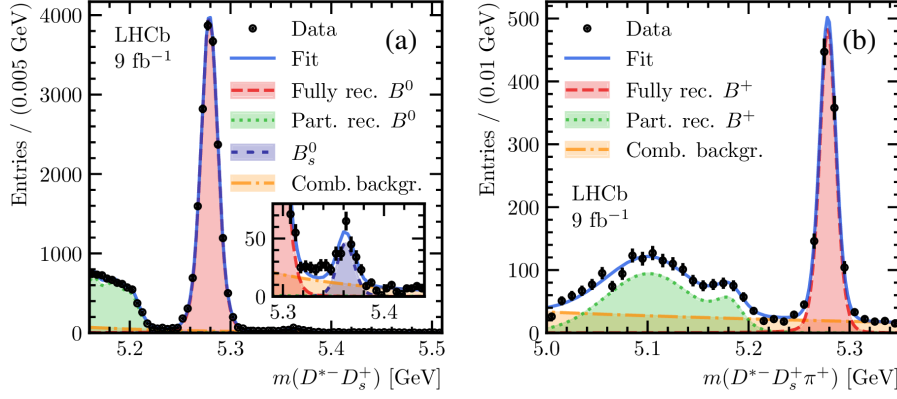 Entries / (0.005 GeV)
4000
3000
2000
1000
0
LHCb
9 fb⁻¹
(a)
Data
Fit
Fully rec. B⁰
Part. rec. B⁰
B⁰ₛ
Comb. backgr.
50
0
5.3
5.4
5.2
5.3
5.4
5.5
m(D*⁻D⁺ₛ) [GeV]
Entries / (0.01 GeV)
500
400
300
200
100
0
(b)
Data
Fit
Fully rec. B⁺
Part. rec. B⁺
Comb. backgr.
LHCb
9 fb⁻¹
5.0
5.1
5.2
5.3
m(D*⁻D⁺ₛπ⁺) [GeV]